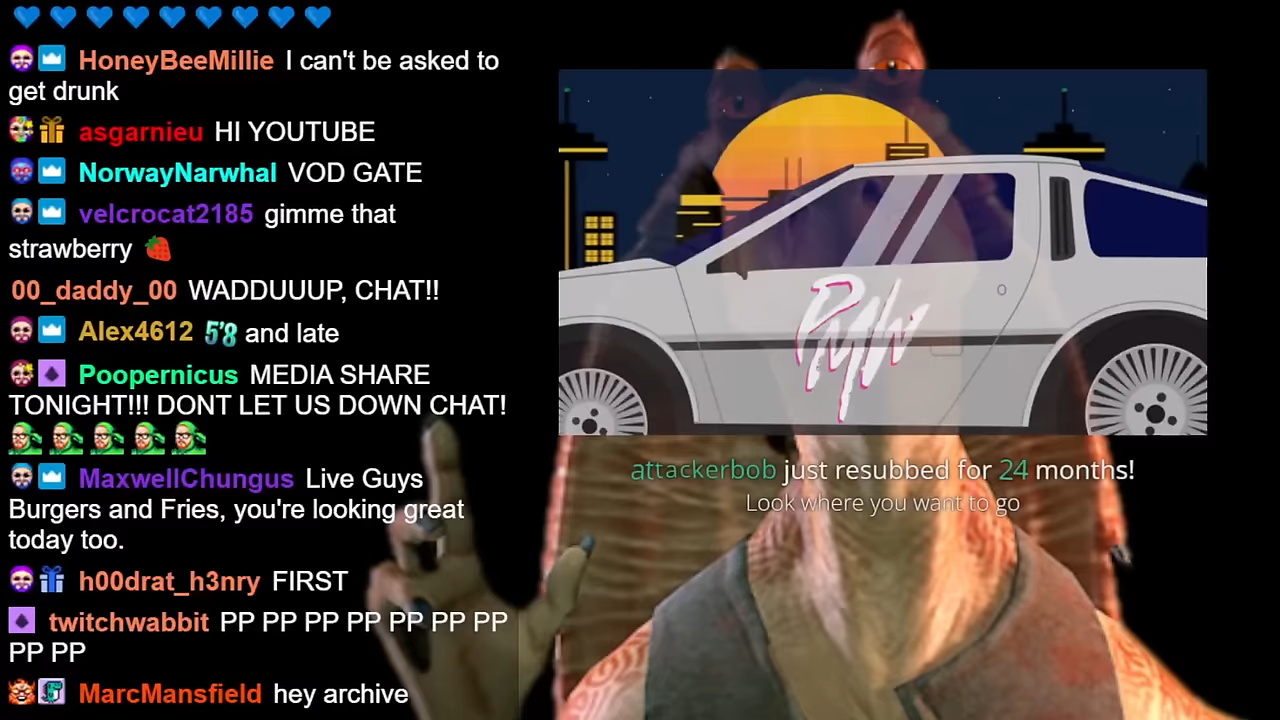 HoneyBeeMillie I can't be asked to
get drunk
asgarnieu HI YOUTUBE
NorwayNarwhal VOD GATE
velcrocat2185 gimme that
strawberry 🍓
00_daddy_00 WADDUUUP, CHAT!!
Alex4612 5'8 and late
Poopernicus MEDIA SHARE
TONIGHT!!! DONT LET US DOWN CHAT!
MaxwellChungus Live Guys
Burgers and Fries, you're looking great
today too.
h00drat_h3nry FIRST
twitchwabbit PP PP PP PP PP PP PP
PP PP
MarcMansfield hey archive
attackerbob just resubbed for 24 months!
Look where you want to go